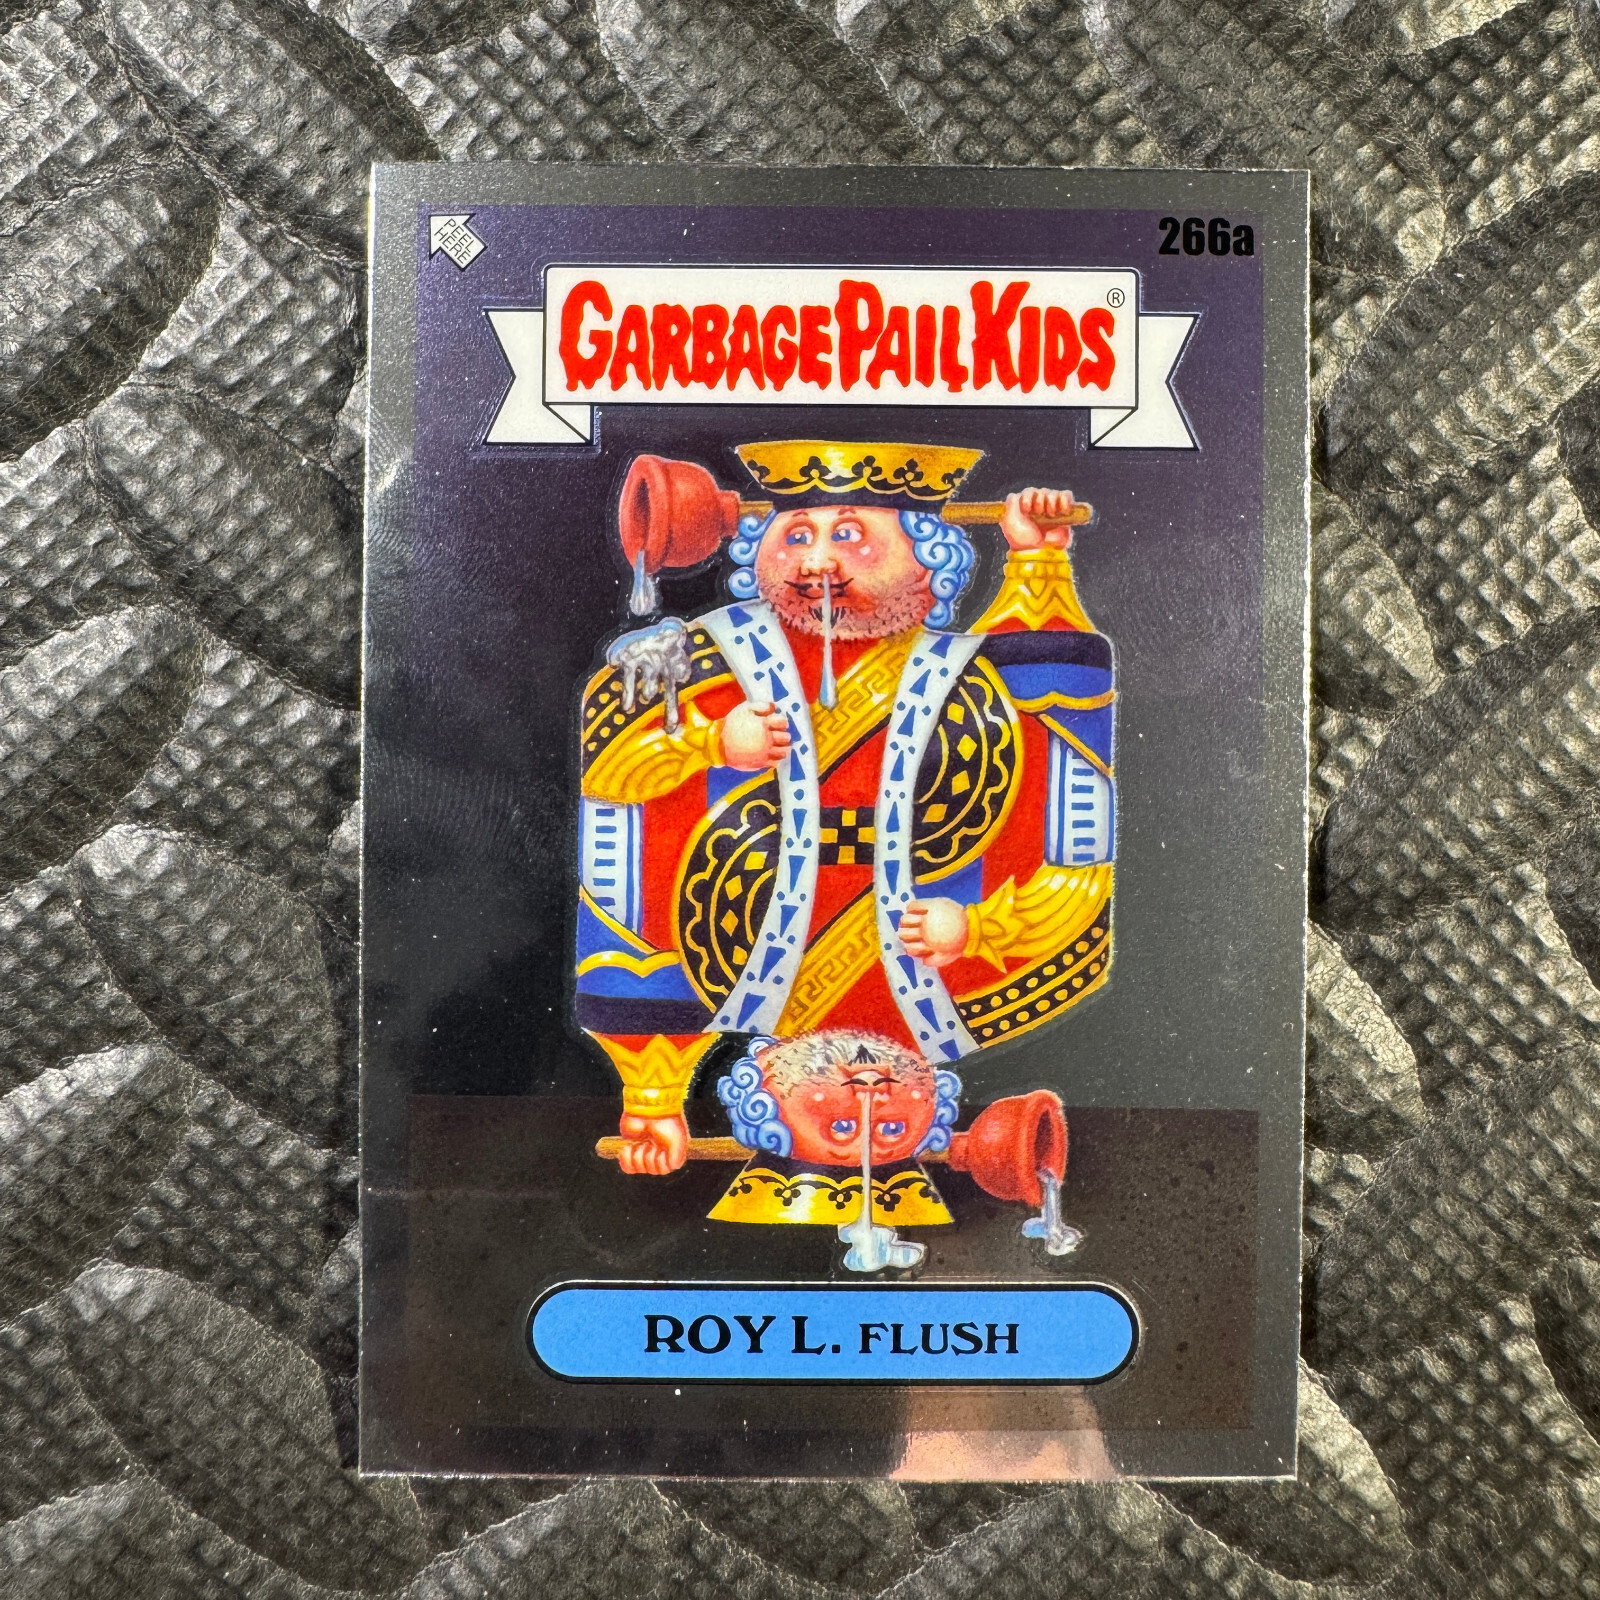 PEEL
HERE
266a
GARBAGE PAIL KIDS ®
ROY L. FLUSH